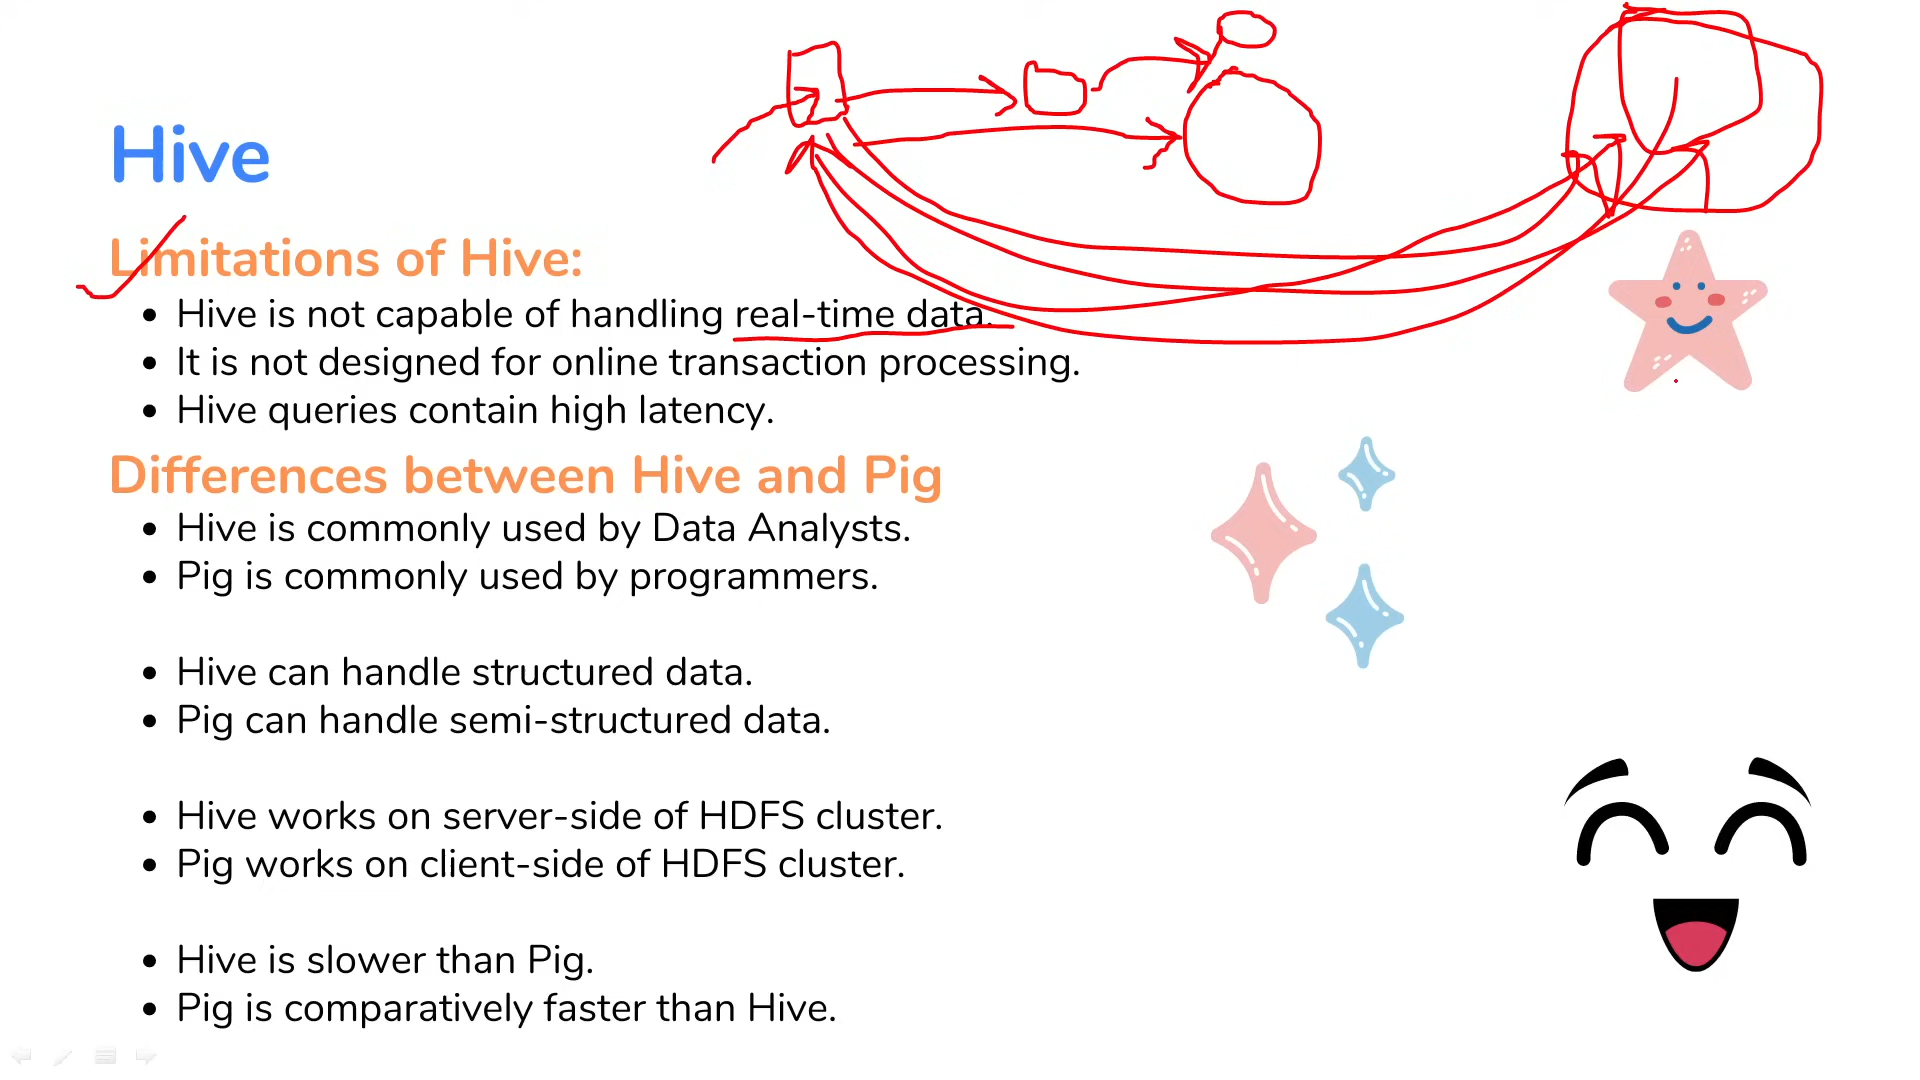 Hive
Limitations of Hive:
• Hive is not capable of handling real-time data.
• It is not designed for online transaction processing.
• Hive queries contain high latency.
Differences between Hive and Pig
• Hive is commonly used by Data Analysts.
• Pig is commonly used by programmers.
• Hive can handle structured data.
• Pig can handle semi-structured data.
• Hive works on server-side of HDFS cluster.
• Pig works on client-side of HDFS cluster.
• Hive is slower than Pig.
• Pig is comparatively faster than Hive.